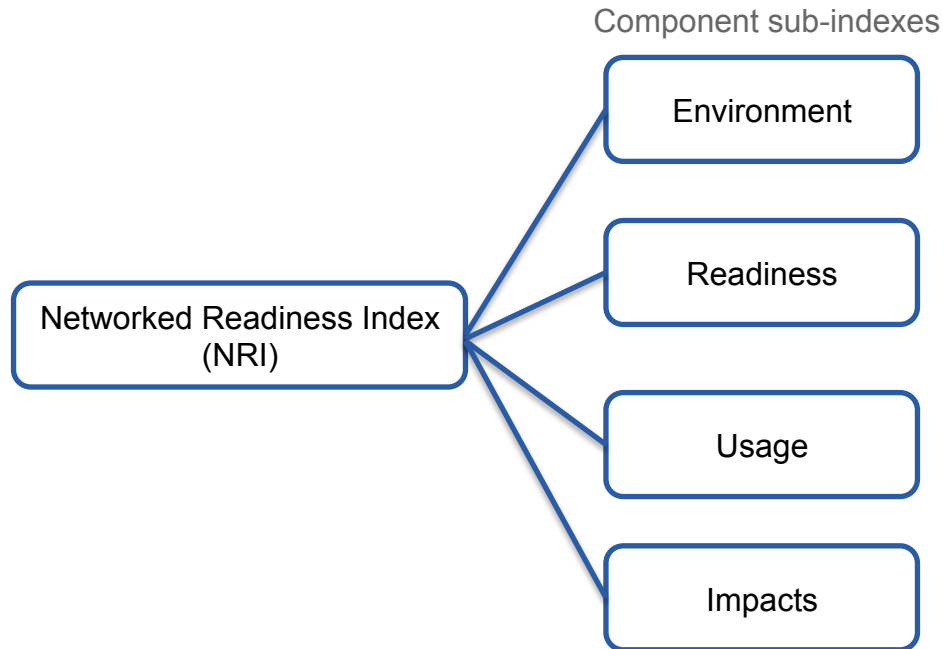 Component sub-indexes
Environment
Readiness
Networked Readiness Index
(NRI)
Usage
Impacts